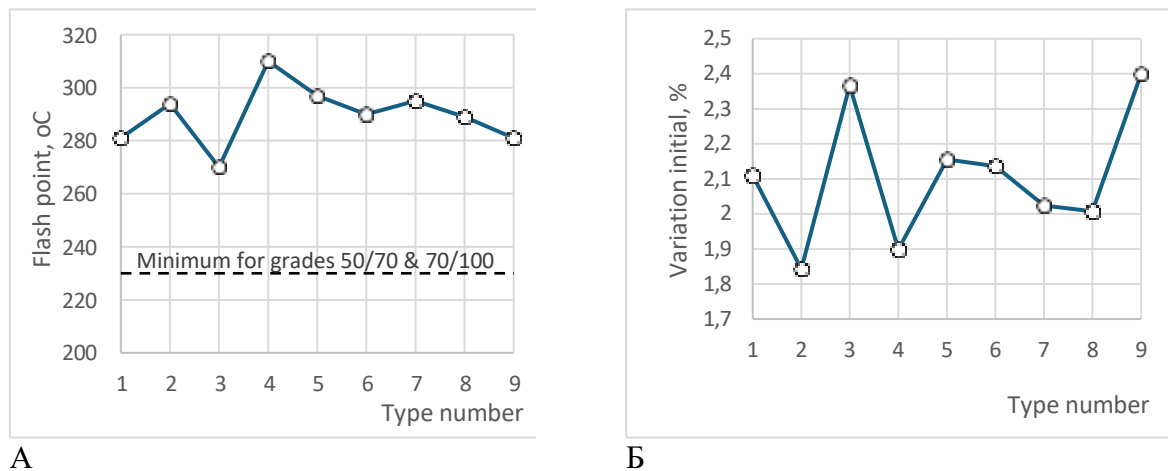 320
300
280
260
240
220
200
Flash point, oC
Minimum for grades 50/70 & 70/100
1 2 3 4 5 6 7 8 9
Type number
А
2,5
2,4
2,3
2,2
2,1
2
1,9
1,8
1,7
Variation initial, %
1 2 3 4 5 6 7 8 9
Type number
Б